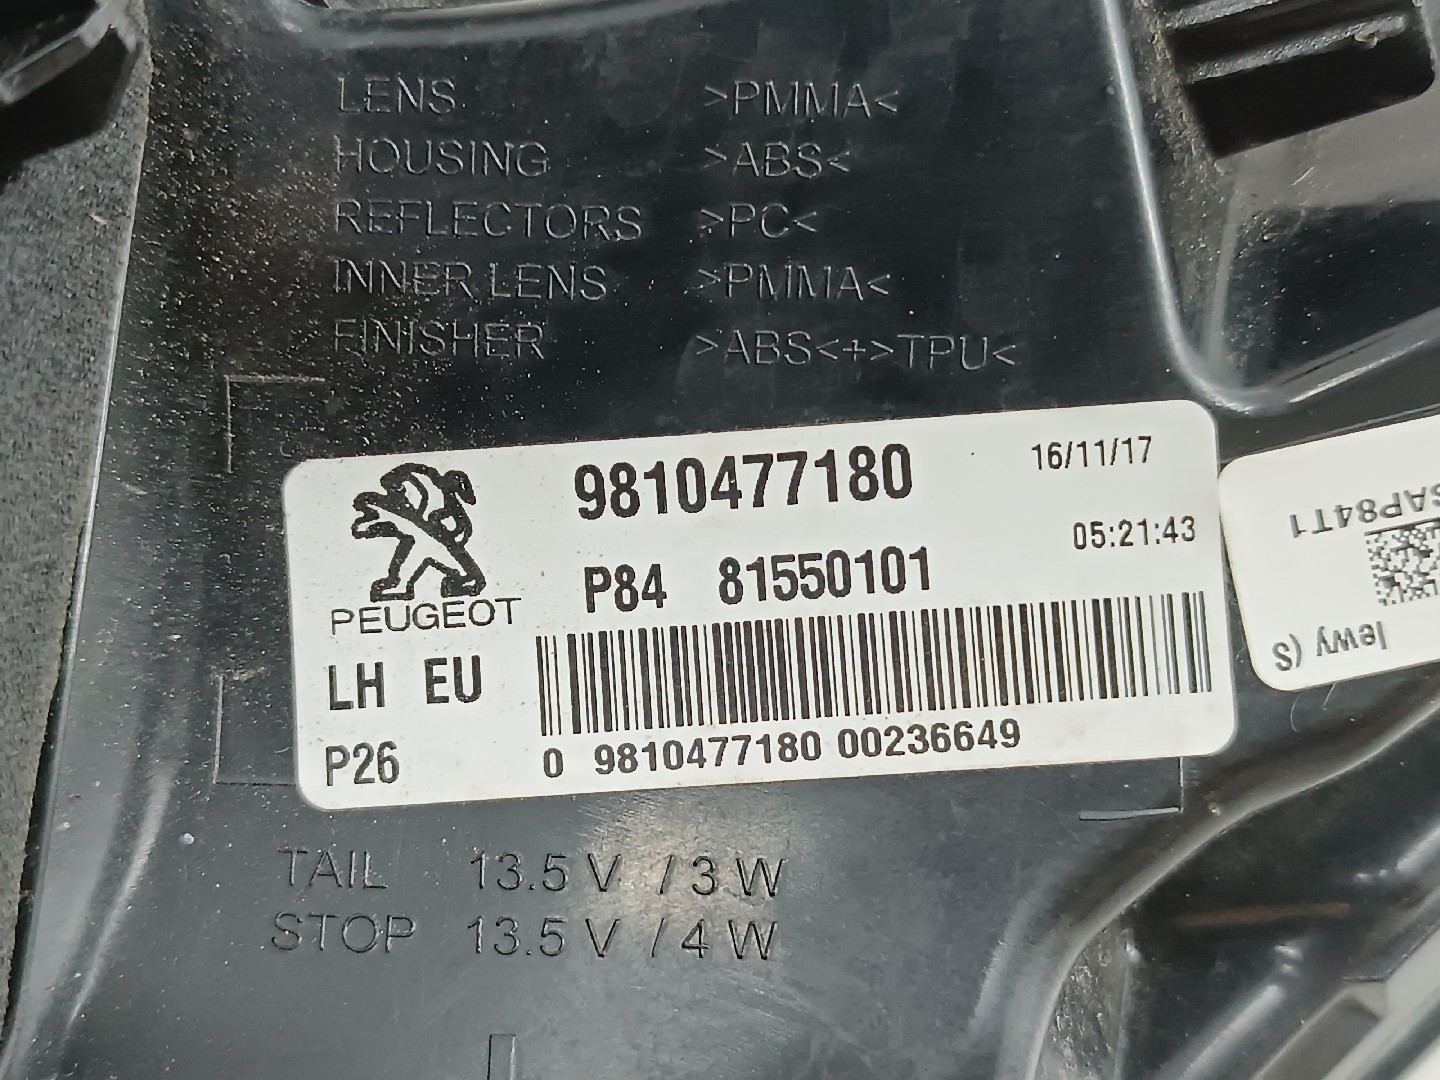 LENS >PMMA<
HOUSING >ABS<
REFLECTORS >PC<
INNER LENS >PMMA<
FINISHER >ABS<+>TPU<
9810477180 16/11/17
P84 81550101 05:21:43
PEUGEOT
LH EU
P26 0 9810477180 00236649
TAIL 13.5 V / 3 W
STOP 13.5 V / 4 W
lewy (S)